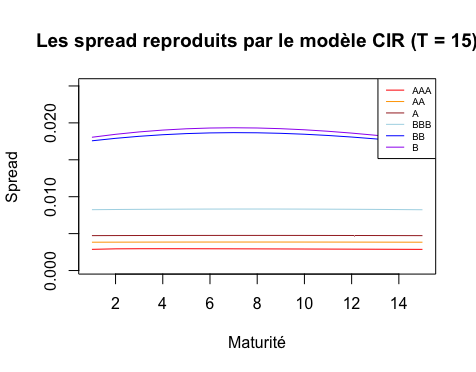 Les spread reproduits par le modèle CIR (T = 15)
AAA
AA
A
BBB
BB
B
Spread
0.020
0.010
0.000
2 4 6 8 10 12 14
Maturité